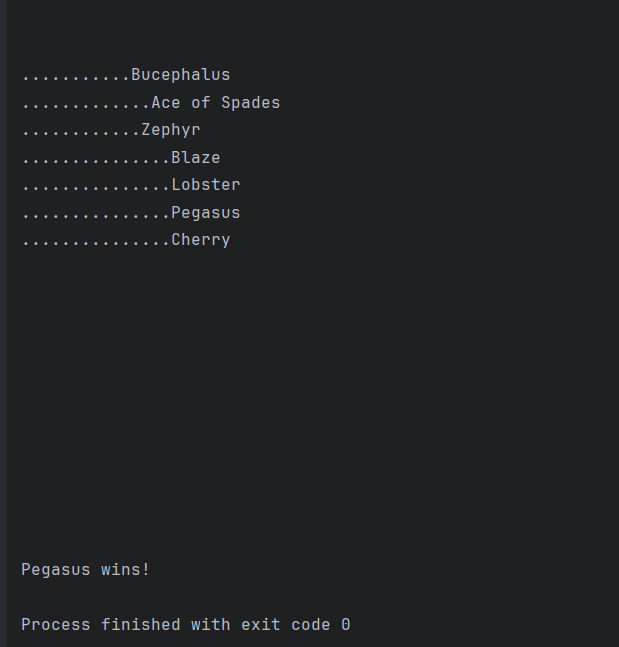 ...........Bucephalus
.............Ace of Spades
............Zephyr
...............Blaze
...............Lobster
...............Pegasus
...............Cherry
Pegasus wins!
Process finished with exit code 0